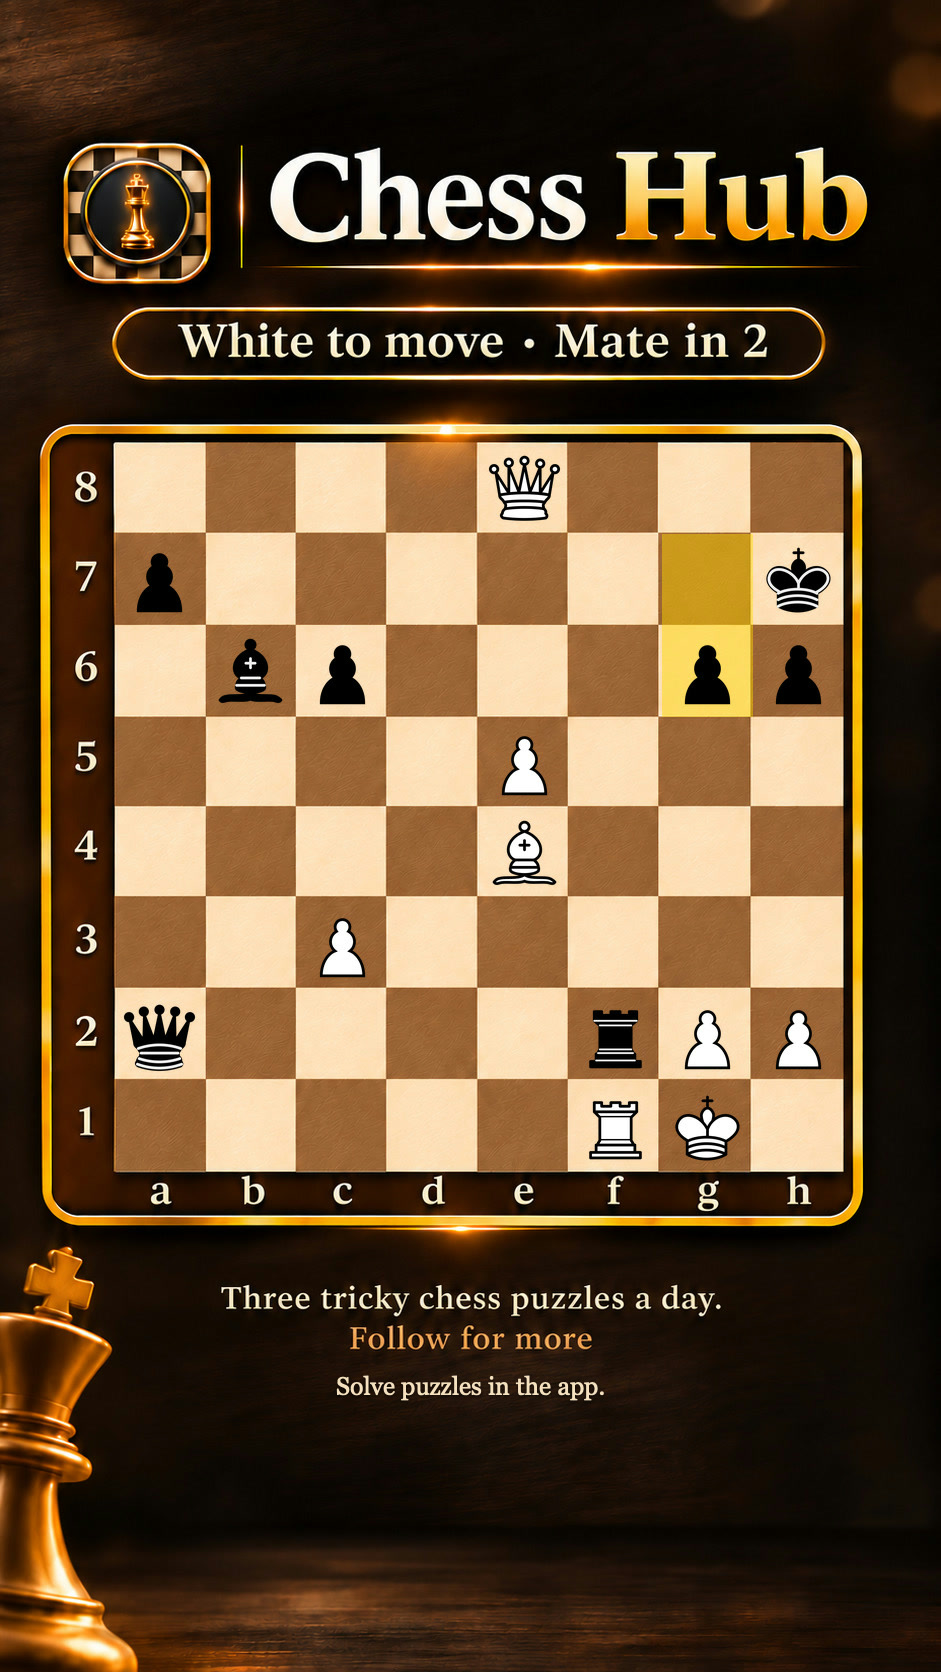 Chess Hub
White to move • Mate in 2
8
7
6
5
4
3
2
1
a b c d e f g h
Three tricky chess puzzles a day.
Follow for more
Solve puzzles in the app.